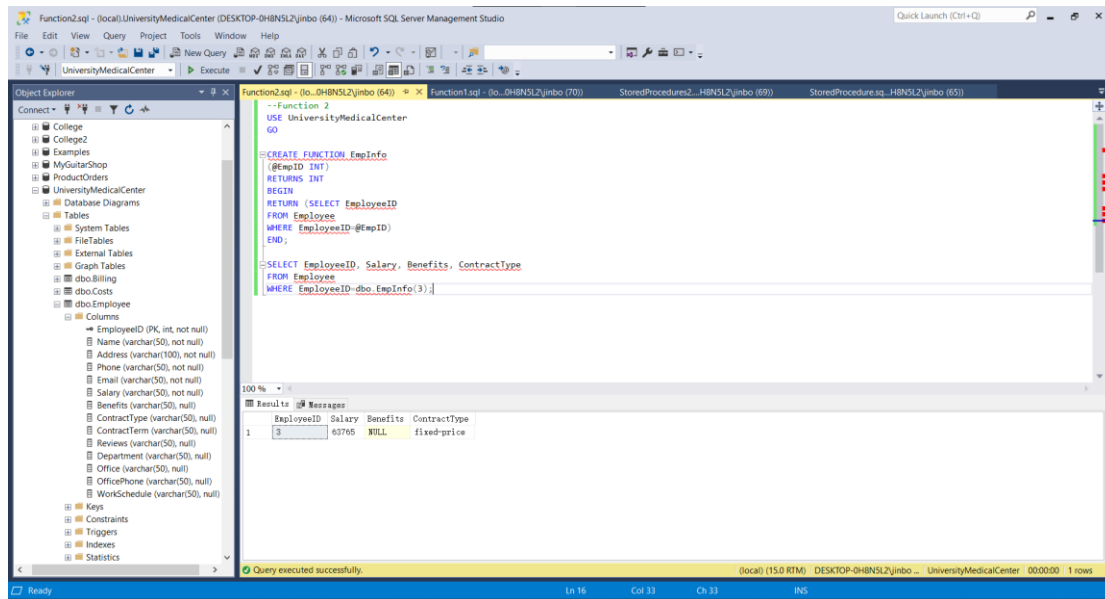 Function2.sql - (local).UniversityMedicalCenter (DESKTOP-0H8N5L2\jinbo (64)) - Microsoft SQL Server Management Studio
Quick Launch (Ctrl+Q)
File Edit View Query Project Tools Window Help
New Query
UniversityMedicalCenter
Execute
Object Explorer
Connect
College
College2
Examples
MyGuitarShop
ProductOrders
UniversityMedicalCenter
Database Diagrams
Tables
System Tables
FileTables
External Tables
Graph Tables
dbo.Billing
dbo.Costs
dbo.Employee
Columns
EmployeeID (PK, int, not null)
Name (varchar(50), not null)
Address (varchar(100), not null)
Phone (varchar(50), not null)
Email (varchar(50), not null)
Salary (varchar(50), not null)
Benefits (varchar(50), null)
ContractType (varchar(50), null)
ContractTerm (varchar(50), null)
Reviews (varchar(50), null)
Department (varchar(50), null)
Office (varchar(50), null)
OfficePhone (varchar(50), null)
WorkSchedule (varchar(50), null)
Keys
Constraints
Triggers
Indexes
Statistics
Function2.sql - (lo...0H8N5L2\jinbo (64)) Function1.sql - (lo...0H8N5L2\jinbo (70)) StoredProcedures2....H8N5L2\jinbo (69)) StoredProcedure.sq...H8N5L2\jinbo (65))
--Function 2
USE UniversityMedicalCenter
GO
CREATE FUNCTION EmpInfo
(@EmpID INT)
RETURNS INT
BEGIN
RETURN (SELECT EmployeeID
FROM Employee
WHERE EmployeeID=@EmpID)
END;
SELECT EmployeeID, Salary, Benefits, ContractType
FROM Employee
WHERE EmployeeID=dbo.EmpInfo(3);
100 %
Results Messages
EmployeeID Salary Benefits ContractType
1 3 63765 NULL fixed-price
Query executed successfully. (local) (15.0 RTM) DESKTOP-0H8N5L2\jinbo ... UniversityMedicalCenter 00:00:00 1 rows
Ready Ln 16 Col 33 Ch 33 INS